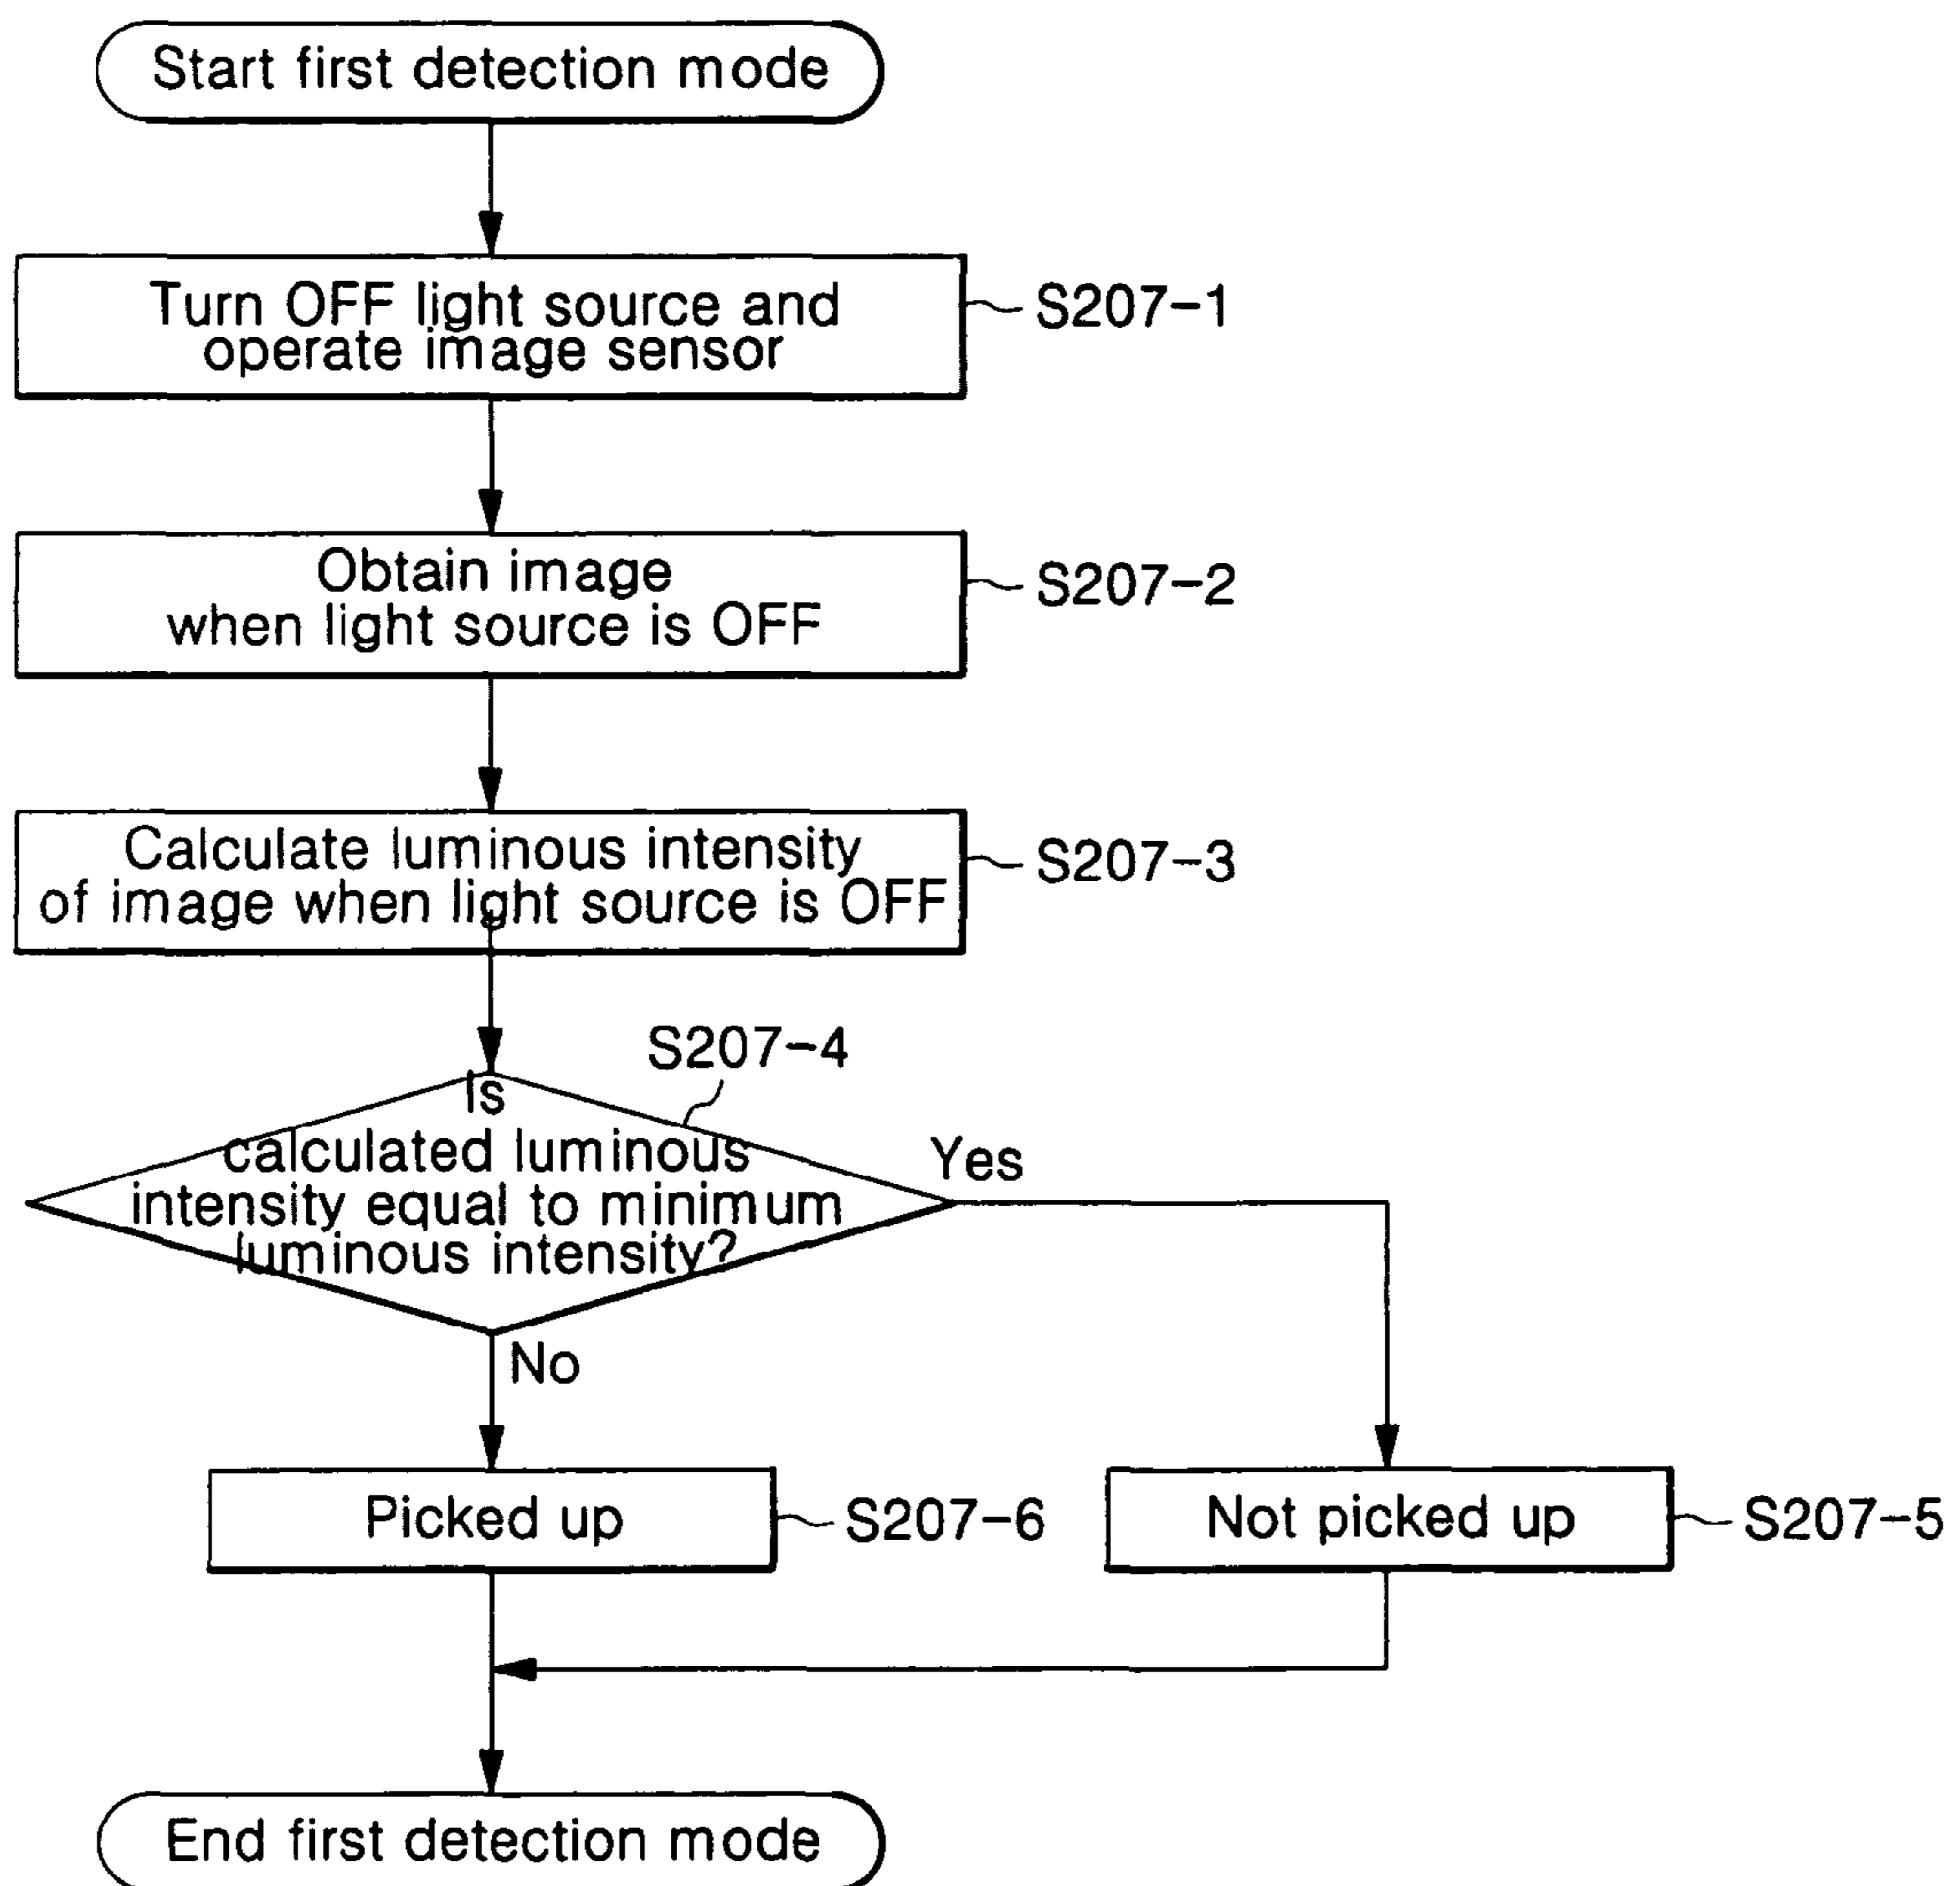 Start first detection mode
Turn OFF light source and
operate image sensor
S207-1
Obtain image
when light source is OFF
S207-2
Calculate luminous intensity
of image when light source is OFF
S207-3
S207-4
Is
calculated luminous
intensity equal to minimum
luminous intensity?
Yes
No
Picked up
S207-6
Not picked up
S207-5
End first detection mode